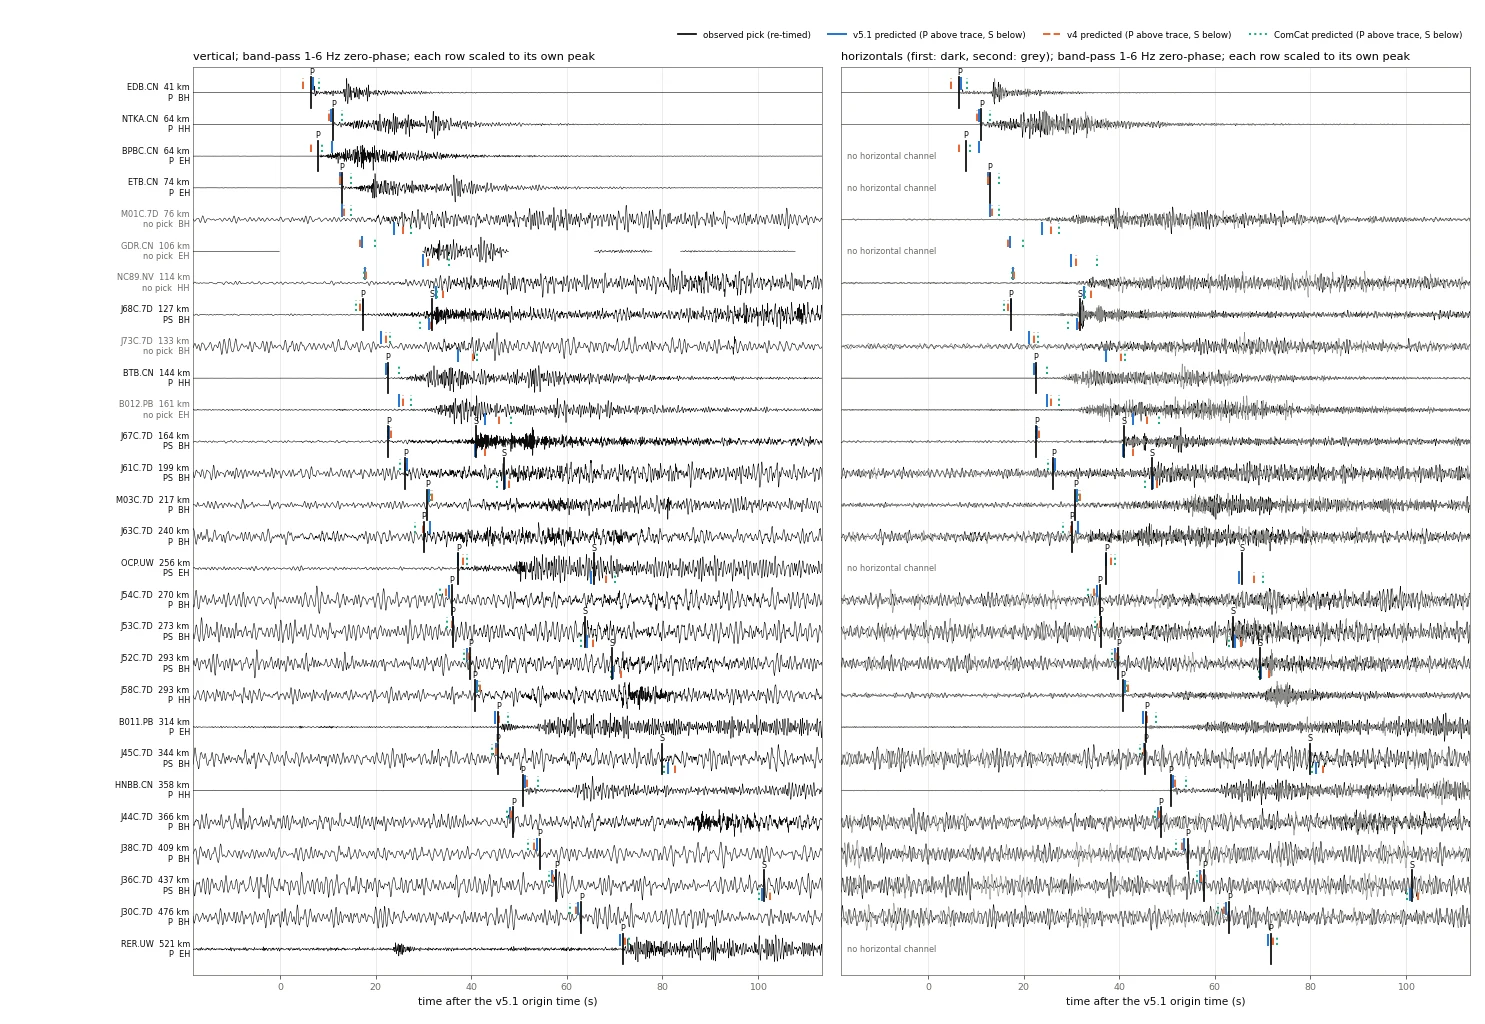 observed pick (re-timed) v5.1 predicted (P above trace, S below) v4 predicted (P above trace, S below) ComCat predicted (P above trace, S below)
vertical; band-pass 1-6 Hz zero-phase; each row scaled to its own peak
horizontals (first: dark, second: grey); band-pass 1-6 Hz zero-phase; each row scaled to its own peak
EDB.CN 41 km
P BH
NTKA.CN 64 km
P HH
BPBC.CN 64 km
P EH
no horizontal channel
ETB.CN 74 km
P EH
no horizontal channel
M01C.7D 76 km
no pick BH
GDR.CN 106 km
no pick EH
no horizontal channel
NC89.NV 114 km
no pick HH
J68C.7D 127 km
PS BH
J73C.7D 133 km
no pick BH
BTB.CN 144 km
P HH
B012.PB 161 km
no pick EH
J67C.7D 164 km
PS BH
J61C.7D 199 km
PS BH
M03C.7D 217 km
P BH
J63C.7D 240 km
P BH
OCP.UW 256 km
PS EH
no horizontal channel
J54C.7D 270 km
P BH
J53C.7D 273 km
PS BH
J52C.7D 293 km
PS BH
J58C.7D 293 km
P HH
B011.PB 314 km
P EH
J45C.7D 344 km
PS BH
HNBB.CN 358 km
P HH
J44C.7D 366 km
P BH
J38C.7D 409 km
P BH
J36C.7D 437 km
PS BH
J30C.7D 476 km
P BH
RER.UW 521 km
P EH
no horizontal channel
0 20 40 60 80 100
0 20 40 60 80 100
time after the v5.1 origin time (s)
time after the v5.1 origin time (s)